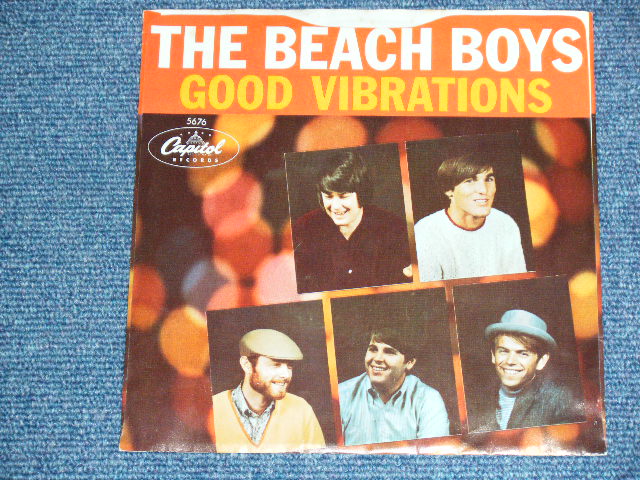 THE BEACH BOYS
GOOD VIBRATIONS
5676
Capitol
RECORDS